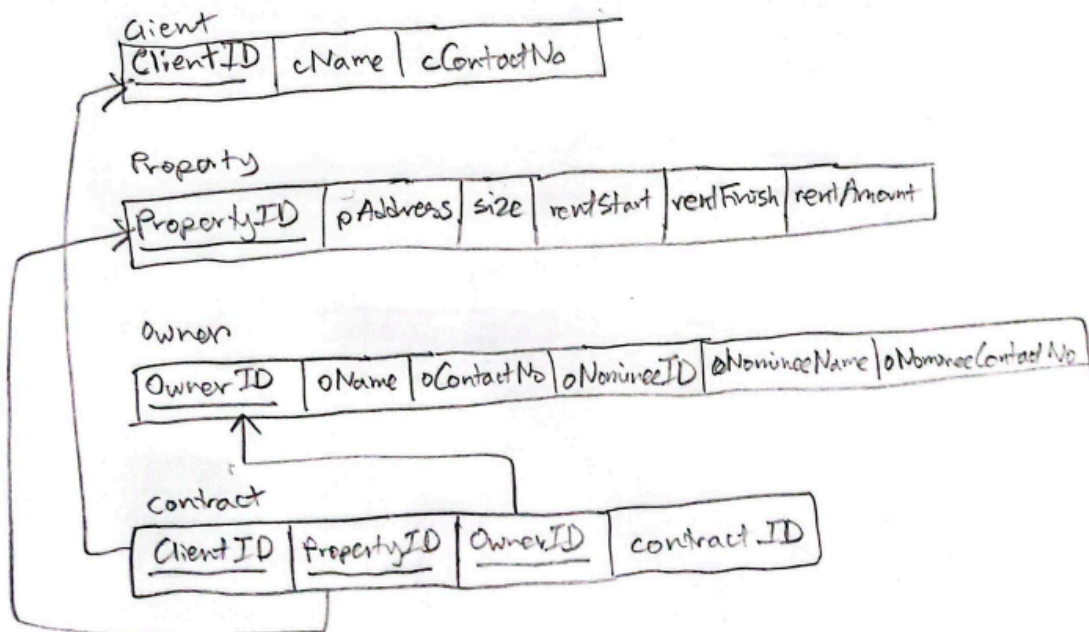 Client
ClientID cName cContactNo
Property
PropertyID pAddress size rentStart rentFinish rentAmount
Owner
OwnerID oName oContactNo oNomineeID oNomineeName oNomineeContactNo
Contract
ClientID PropertyID OwnerID contractID